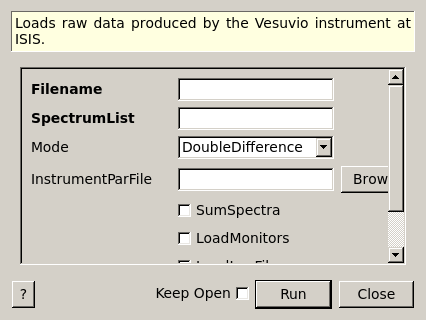 Loads raw data produced by the Vesuvio instrument at
ISIS.
Filename
SpectrumList
Mode DoubleDifference
InstrumentParFile Brow
SumSpectra
LoadMonitors
? Keep Open Run Close